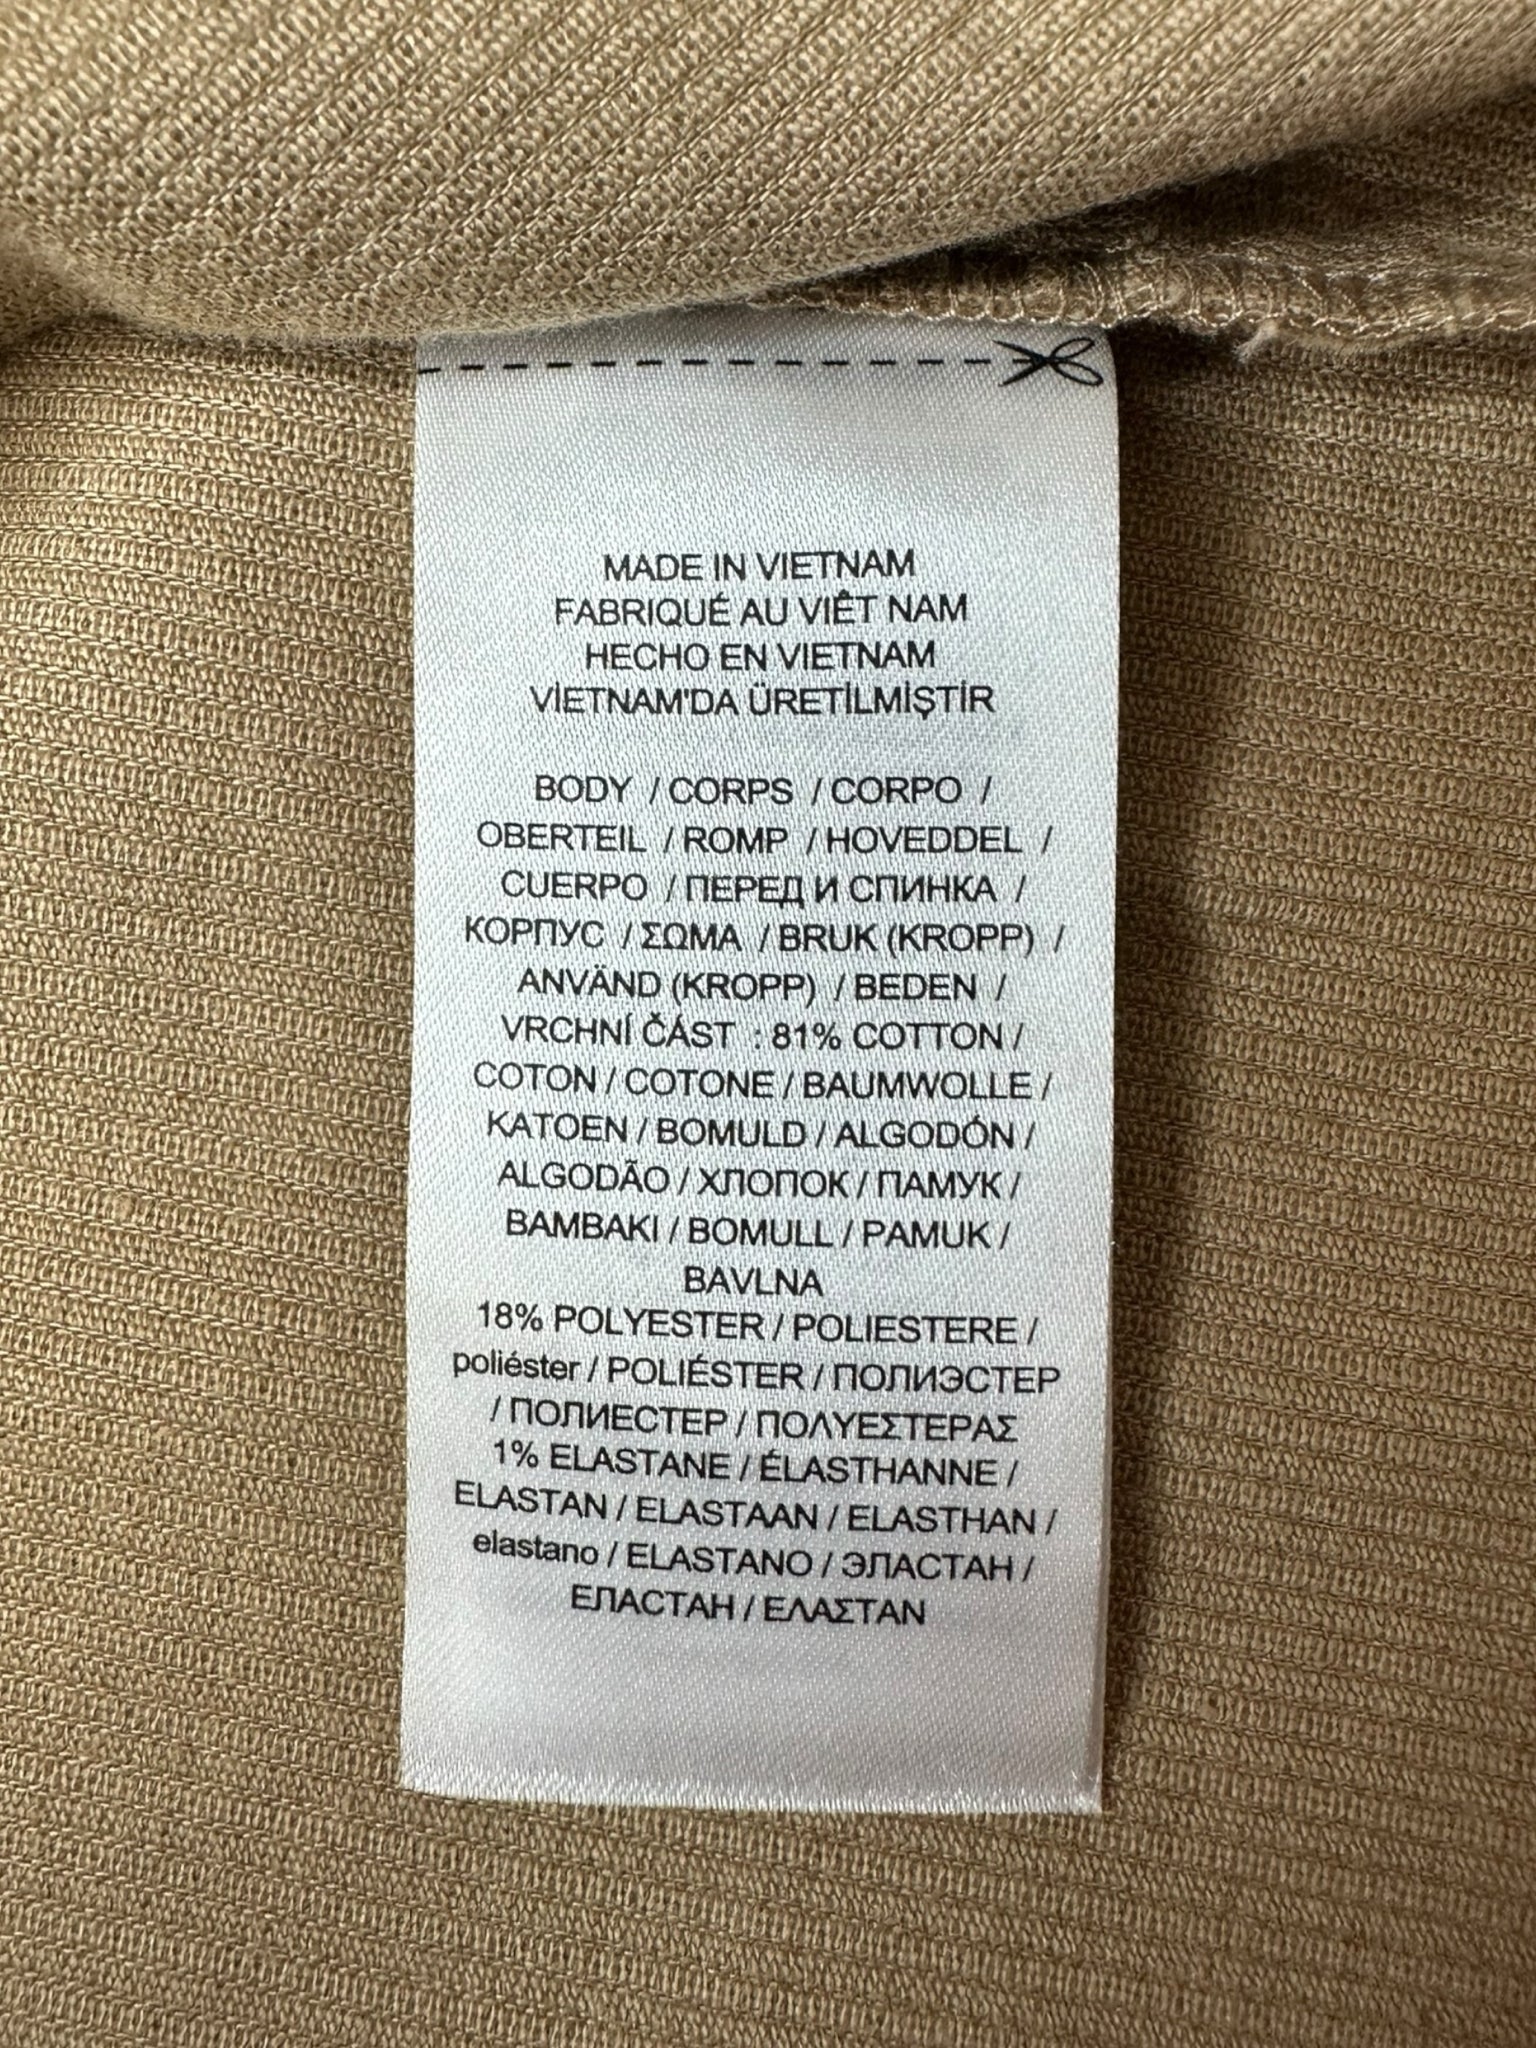 MADE IN VIETNAM
FABRIQUÉ AU VIÊT NAM
HECHO EN VIETNAM
VİETNAM'DA ÜRETİLMİŞTİR
BODY / CORPS / CORPO /
OBERTEIL / ROMP / HOVEDDEL /
CUERPO / ПЕРЕД И СПИНКА /
КОРПУС / ΣΩΜΑ / BRUK (KROPP) /
ANVÄND (KROPP) / BEDEN /
VRCHNÍ ČÁST : 81% COTTON /
COTON / COTONE / BAUMWOLLE /
KATOEN / BOMULD / ALGODÓN /
ALGODÃO / ХЛОПОК / ПАМУК /
BAMBAKI / BOMULL / PAMUK /
BAVLNA
18% POLYESTER / POLIESTERE /
poliéster / POLIÉSTER / ПОЛИЭСТЕР
/ ПОЛИЕСТЕР / ΠΟΛΥΕΣΤΕΡΑΣ
1% ELASTANE / ÉLASTHANNE /
ELASTAN / ELASTAAN / ELASTHAN /
elastano / ELASTANO / ЭЛАСТАН /
ЕЛАСТАН / ΕΛΑΣΤΑΝ